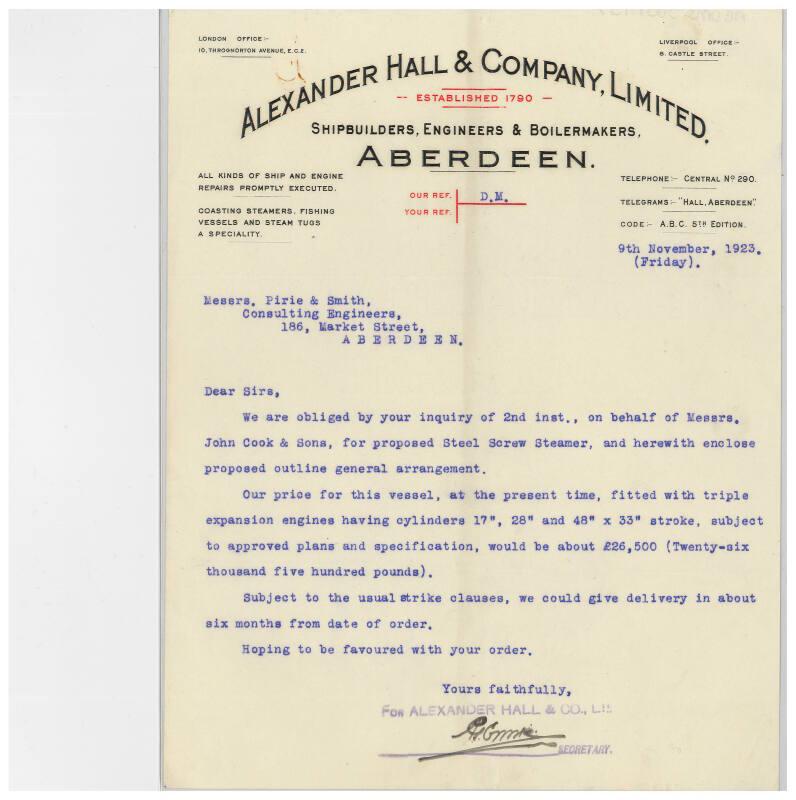 LONDON OFFICE:-
10, THROGNORTON AVENUE, E.C.2.
LIVERPOOL OFFICE:-
8, CASTLE STREET.
ALEXANDER HALL & COMPANY, LIMITED.
-- ESTABLISHED 1790 --
SHIPBUILDERS, ENGINEERS & BOILERMAKERS,
ABERDEEN.
ALL KINDS OF SHIP AND ENGINE
REPAIRS PROMPTLY EXECUTED.
COASTING STEAMERS, FISHING
VESSELS AND STEAM TUGS
A SPECIALITY.
OUR REF. D.M.
YOUR REF.
TELEPHONE:- CENTRAL Nº 290.
TELEGRAMS:- "HALL, ABERDEEN"
CODE:- A.B.C. 5TH EDITION.
9th November, 1923.
(Friday).
Messrs. Pirie & Smith,
Consulting Engineers,
186, Market Street,
A B E R D E E N.
Dear Sirs,
We are obliged by your inquiry of 2nd inst., on behalf of Messrs.
John Cook & Sons, for proposed Steel Screw Steamer, and herewith enclose
proposed outline general arrangement.
Our price for this vessel, at the present time, fitted with triple
expansion engines having cylinders 17", 28" and 48" x 33" stroke, subject
to approved plans and specification, would be about £26,500 (Twenty-six
thousand five hundred pounds).
Subject to the usual strike clauses, we could give delivery in about
six months from date of order.
Hoping to be favoured with your order.
Yours faithfully,
FOR ALEXANDER HALL & CO., LTD.
SECRETARY.